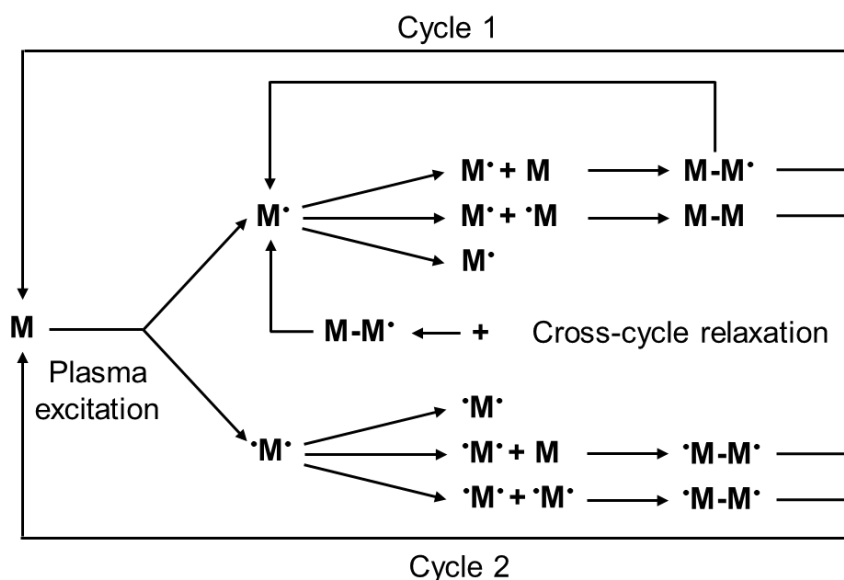 Cycle 1
M• + M M-M•
M• M• + •M M-M
M•
M M-M• + Cross-cycle relaxation
Plasma
excitation
•M•
•M• •M• + M •M-M•
•M• + •M• •M-M•
Cycle 2